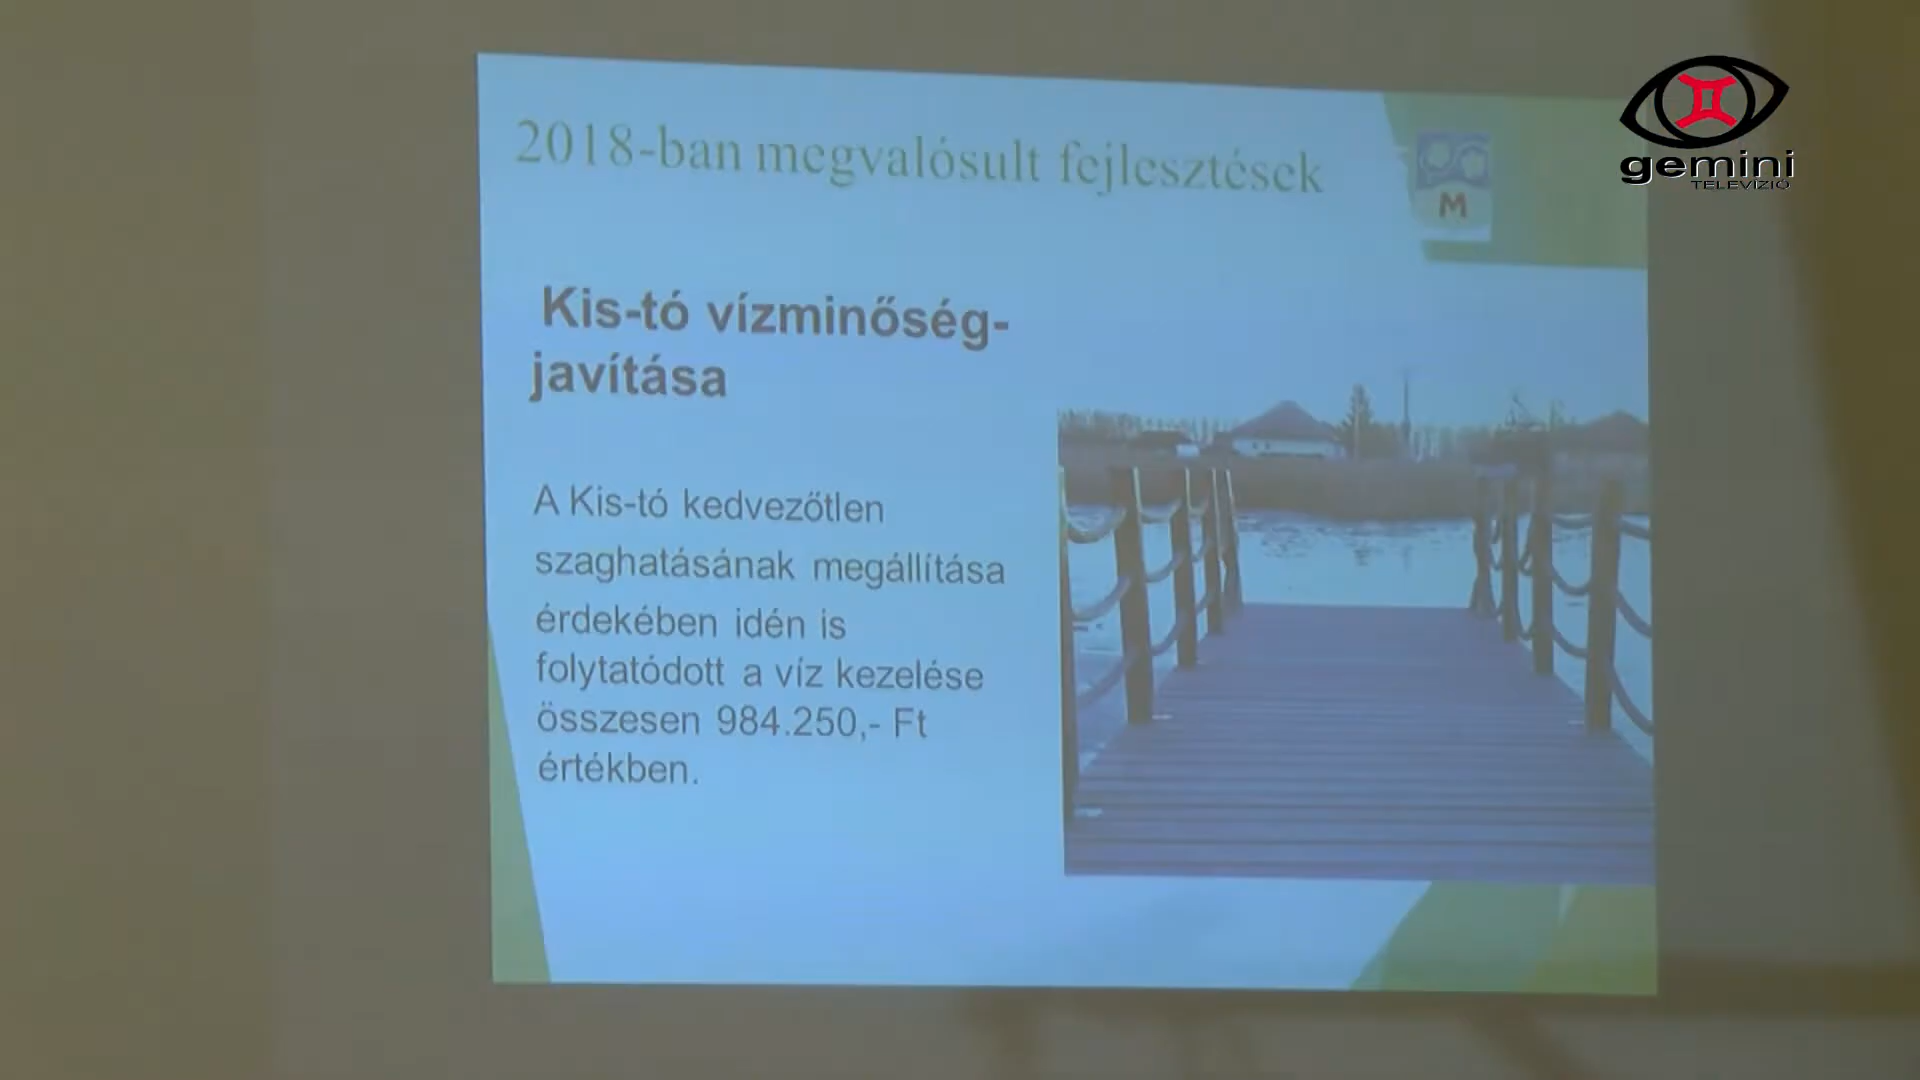 2018-ban megvalósult fejlesztések
M
gemini
TELEVÍZIÓ
Kis-tó vízminőség-
javítása
A Kis-tó kedvezőtlen
szaghatásának megállítása
érdekében idén is
folytatódott a víz kezelése
összesen 984.250,- Ft
értékben.